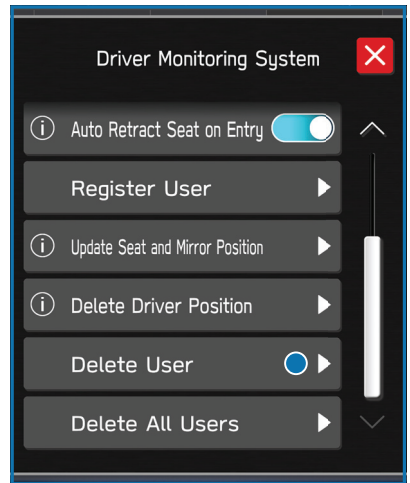 Driver Monitoring System
Auto Retract Seat on Entry
Register User
Update Seat and Mirror Position
Delete Driver Position
Delete User
Delete All Users